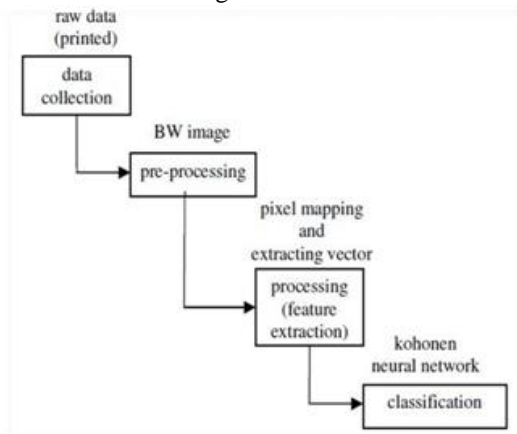 raw data
(printed)
data
collection
BW image
pre-processing
pixel mapping
and
extracting vector
processing
(feature
extraction)
kohonen
neural network
classification